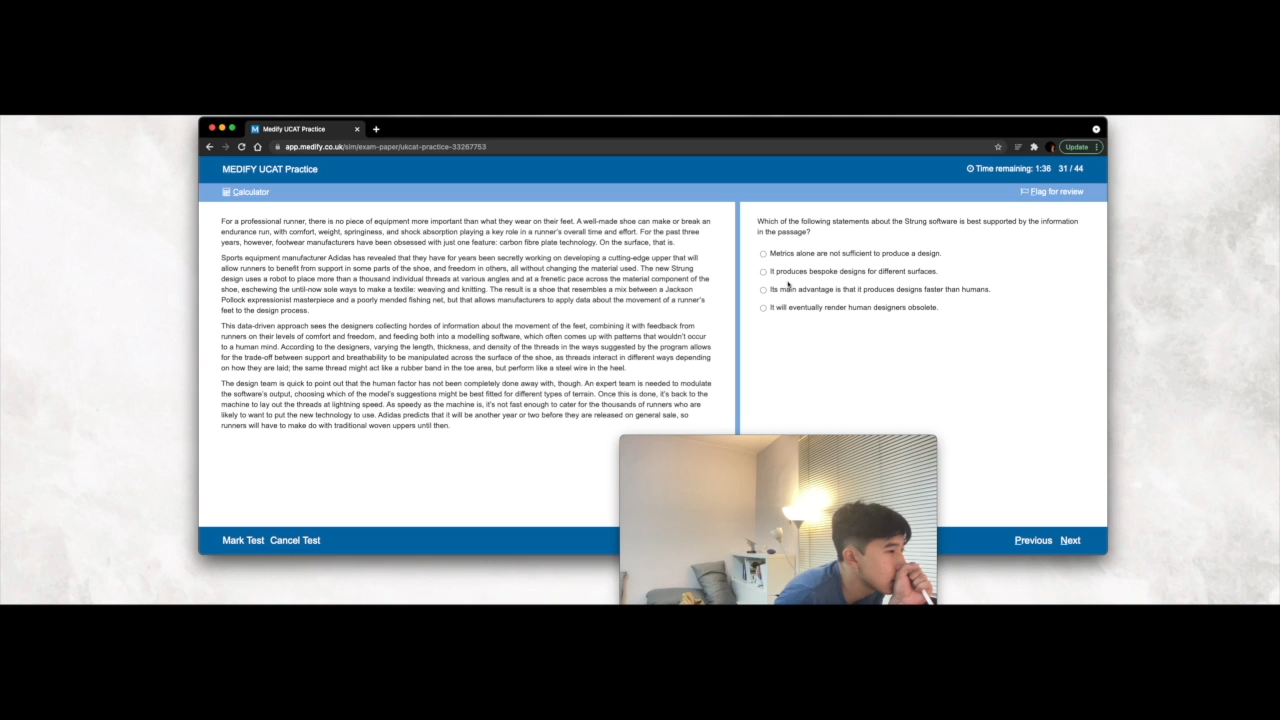 Medify UCAT Practice
app.medify.co.uk/sim/exam-paper/ukcat-practice-33267753
Update
MEDIFY UCAT Practice
Time remaining: 1:36 31 / 44
Calculator
Flag for review
For a professional runner, there is no piece of equipment more important than what they wear on their feet. A well-made shoe can make or break an
endurance run, with comfort, weight, springiness, and shock absorption playing a key role in a runner's overall time and effort. For the past three
years, however, footwear manufacturers have been obsessed with just one feature: carbon fibre plate technology. On the surface, that is.
Sports equipment manufacturer Adidas has revealed that they have for years been secretly working on developing a cutting-edge upper that will
allow runners to benefit from support in some parts of the shoe, and freedom in others, all without changing the material used. The new Strung
design uses a robot to place more than a thousand individual threads at various angles and at a frenetic pace across the material component of the
shoe, eschewing the until-now sole ways to make a textile: weaving and knitting. The result is a shoe that resembles a mix between a Jackson
Pollock expressionist masterpiece and a poorly mended fishing net, but that allows manufacturers to apply data about the movement of a runner's
feet to the design process.
This data-driven approach sees the designers collecting hordes of information about the movement of the feet, combining it with feedback from
runners on their levels of comfort and freedom, and feeding both into a modelling software, which often comes up with patterns that wouldn't occur
to a human mind. According to the designers, varying the length, thickness, and density of the threads in the ways suggested by the program allows
for the trade-off between support and breathability to be manipulated across the surface of the shoe, as threads interact in different ways depending
on how they are laid; the same thread might act like a rubber band in the toe area, but perform like a steel wire in the heel.
The design team is quick to point out that the human factor has not been completely done away with, though. An expert team is needed to modulate
the software's output, choosing which of the model's suggestions might be best fitted for different types of terrain. Once this is done, it's back to the
machine to lay out the threads at lightning speed. As speedy as the machine is, it's not fast enough to cater for the thousands of runners who are
likely to want to put the new technology to use. Adidas predicts that it will be another year or two before they are released on general sale, so
runners will have to make do with traditional woven uppers until then.
Which of the following statements about the Strung software is best supported by the information
in the passage?
Metrics alone are not sufficient to produce a design.
It produces bespoke designs for different surfaces.
Its main advantage is that it produces designs faster than humans.
It will eventually render human designers obsolete.
Mark Test Cancel Test
Previous Next